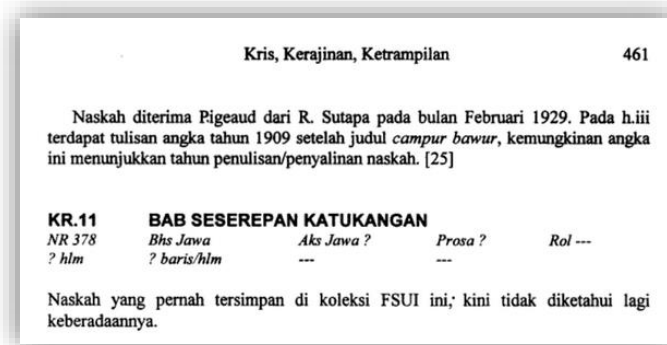 Kris, Kerajinan, Ketrampilan 461
Naskah diterima Pigeaud dari R. Sutapa pada bulan Februari 1929. Pada h.iii
terdapat tulisan angka tahun 1909 setelah judul campur bawur, kemungkinan angka
ini menunjukkan tahun penulisan/penyalinan naskah. [25]
KR.11 BAB SESEREPAN KATUKANGAN
NR 378 Bhs Jawa Aks Jawa ? Prosa ? Rol ---
? hlm ? baris/hlm --- ---
Naskah yang pernah tersimpan di koleksi FSUI ini, kini tidak diketahui lagi
keberadaannya.